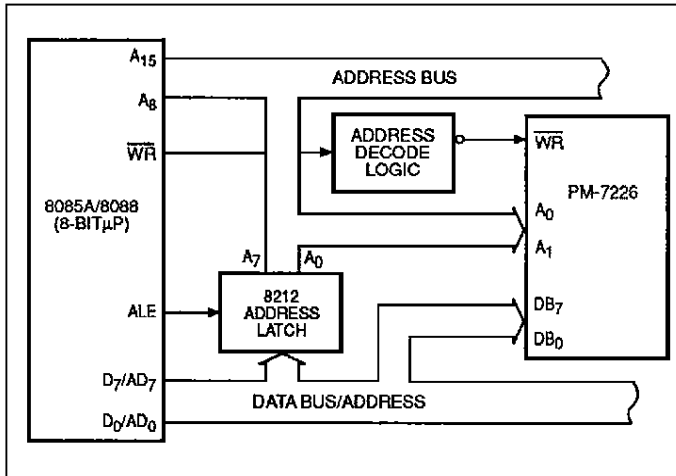 A15
ADDRESS BUS
A8
WR
8085A/8088
(8-BITμP)
ADDRESS
DECODE
LOGIC
WR
PM-7226
A0
A1
A7
A0
ALE
8212
ADDRESS
LATCH
DB7
DB0
D7/AD7
DATA BUS/ADDRESS
D0/AD0